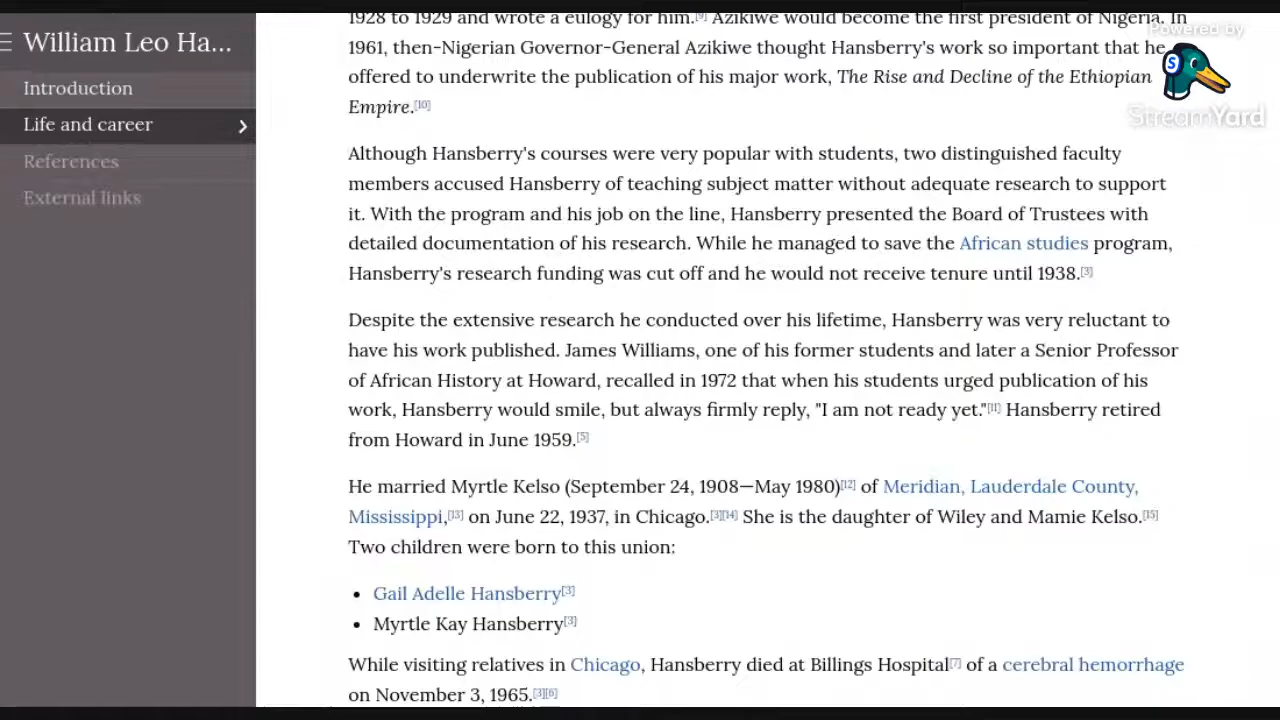 William Leo Ha...
Introduction
Life and career
References
External links
1928 to 1929 and wrote a eulogy for him.[9] Azikiwe would become the first president of Nigeria. In
1961, then-Nigerian Governor-General Azikiwe thought Hansberry's work so important that he
offered to underwrite the publication of his major work, The Rise and Decline of the Ethiopian
Empire.[10]
Although Hansberry's courses were very popular with students, two distinguished faculty
members accused Hansberry of teaching subject matter without adequate research to support
it. With the program and his job on the line, Hansberry presented the Board of Trustees with
detailed documentation of his research. While he managed to save the African studies program,
Hansberry's research funding was cut off and he would not receive tenure until 1938.[3]
Despite the extensive research he conducted over his lifetime, Hansberry was very reluctant to
have his work published. James Williams, one of his former students and later a Senior Professor
of African History at Howard, recalled in 1972 that when his students urged publication of his
work, Hansberry would smile, but always firmly reply, "I am not ready yet."[11] Hansberry retired
from Howard in June 1959.[5]
He married Myrtle Kelso (September 24, 1908—May 1980)[12] of Meridian, Lauderdale County,
Mississippi,[13] on June 22, 1937, in Chicago.[3][14] She is the daughter of Wiley and Mamie Kelso.[15]
Two children were born to this union:
• Gail Adelle Hansberry[3]
• Myrtle Kay Hansberry[3]
While visiting relatives in Chicago, Hansberry died at Billings Hospital[7] of a cerebral hemorrhage
on November 3, 1965.[3][6]
Powered by
S
StreamYard